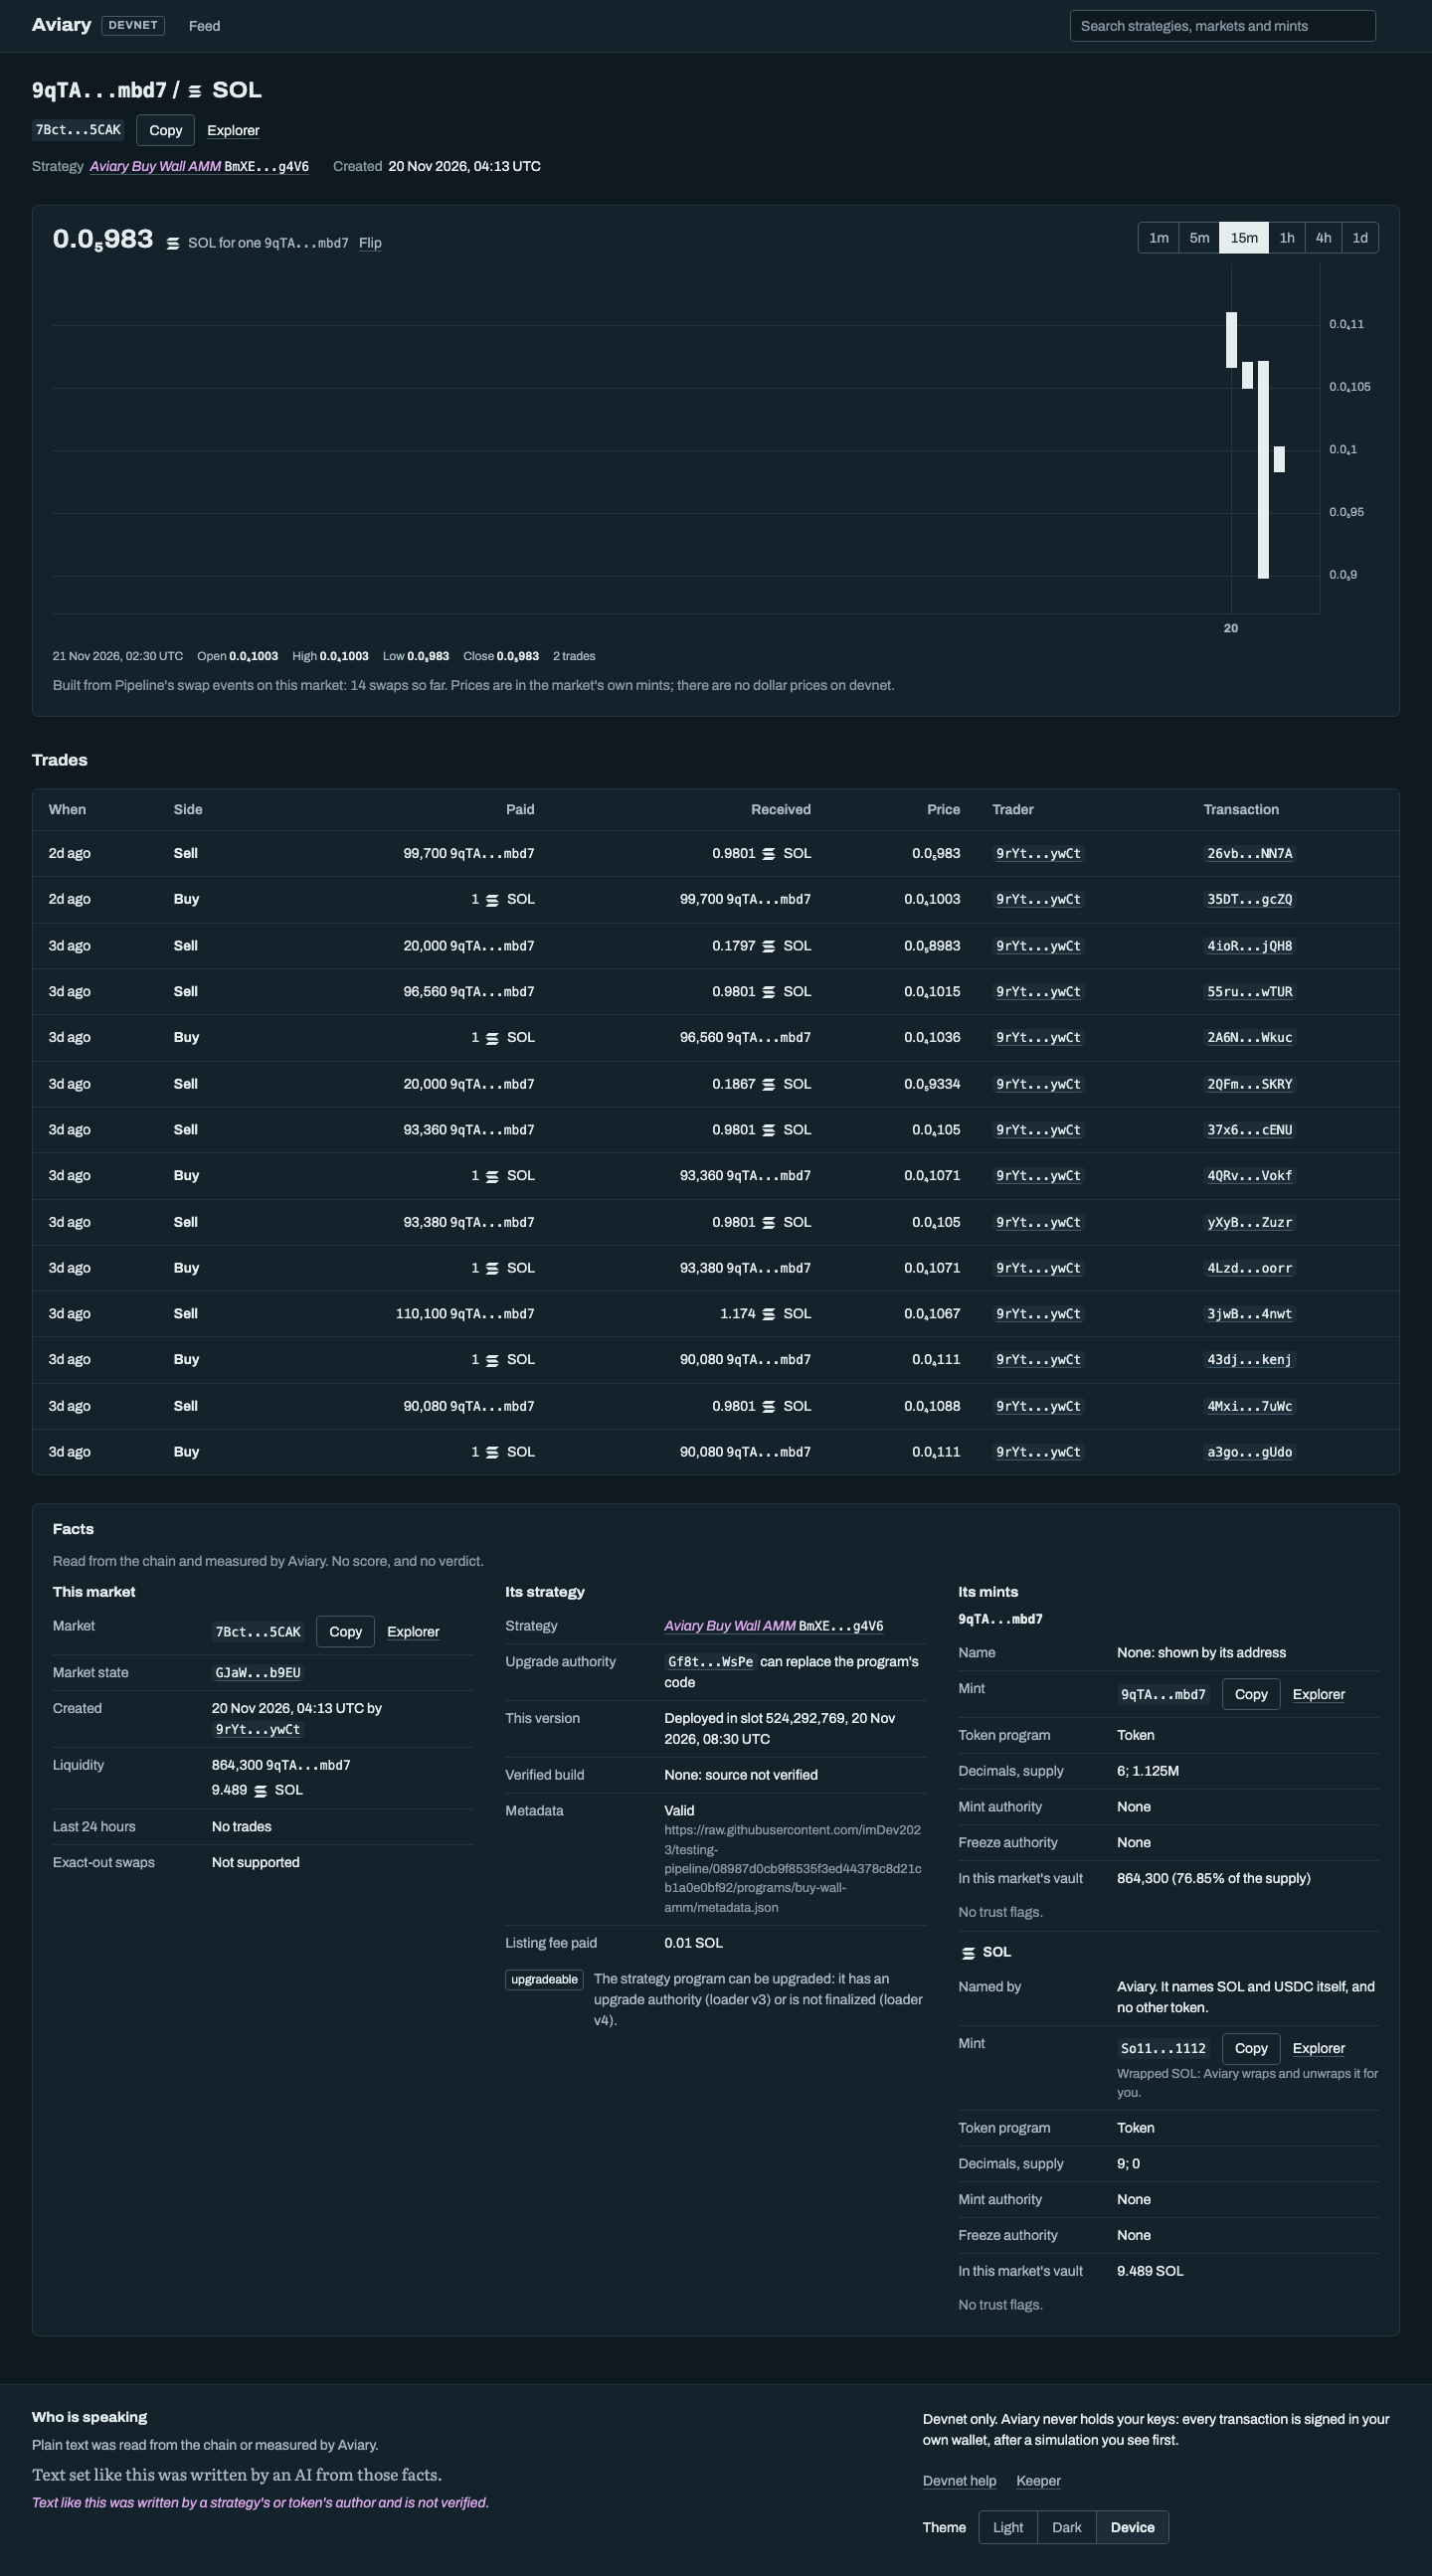 Aviary DEVNET Feed Search strategies, markets and mints
9qTA...mbd7 / SOL
7Bct...5CAK Copy Explorer
Strategy Aviary Buy Wall AMM BmXE...g4V6 Created 20 Nov 2026, 04:13 UTC
0.0₅983 SOL for one 9qTA...mbd7 Flip 1m 5m 15m 1h 4h 1d
0.0₄11
0.0₄105
0.0₄1
0.0₅95
0.0₅9
20
21 Nov 2026, 02:30 UTC Open 0.0₄1003 High 0.0₄1003 Low 0.0₅983 Close 0.0₅983 2 trades
Built from Pipeline's swap events on this market: 14 swaps so far. Prices are in the market's own mints; there are no dollar prices on devnet.
Trades
When Side Paid Received Price Trader Transaction
2d ago Sell 99,700 9qTA...mbd7 0.9801 SOL 0.0₅983 9rYt...ywCt 26vb...NN7A
2d ago Buy 1 SOL 99,700 9qTA...mbd7 0.0₄1003 9rYt...ywCt 35DT...gcZQ
3d ago Sell 20,000 9qTA...mbd7 0.1797 SOL 0.0₅8983 9rYt...ywCt 4ioR...jQH8
3d ago Sell 96,560 9qTA...mbd7 0.9801 SOL 0.0₄1015 9rYt...ywCt 55ru...wTUR
3d ago Buy 1 SOL 96,560 9qTA...mbd7 0.0₄1036 9rYt...ywCt 2A6N...Wkuc
3d ago Sell 20,000 9qTA...mbd7 0.1867 SOL 0.0₅9334 9rYt...ywCt 2QFm...SKRY
3d ago Sell 93,360 9qTA...mbd7 0.9801 SOL 0.0₄105 9rYt...ywCt 37x6...cENU
3d ago Buy 1 SOL 93,360 9qTA...mbd7 0.0₄1071 9rYt...ywCt 4QRv...Vokf
3d ago Sell 93,380 9qTA...mbd7 0.9801 SOL 0.0₄105 9rYt...ywCt yXyB...Zuzr
3d ago Buy 1 SOL 93,380 9qTA...mbd7 0.0₄1071 9rYt...ywCt 4Lzd...oorr
3d ago Sell 110,100 9qTA...mbd7 1.174 SOL 0.0₄1067 9rYt...ywCt 3jwB...4nwt
3d ago Buy 1 SOL 90,080 9qTA...mbd7 0.0₄111 9rYt...ywCt 43dj...kenj
3d ago Sell 90,080 9qTA...mbd7 0.9801 SOL 0.0₄1088 9rYt...ywCt 4Mxi...7uWc
3d ago Buy 1 SOL 90,080 9qTA...mbd7 0.0₄111 9rYt...ywCt a3go...gUdo
Facts
Read from the chain and measured by Aviary. No score, and no verdict.
This market
Market 7Bct...5CAK Copy Explorer
Market state GJaW...b9EU
Created 20 Nov 2026, 04:13 UTC by
9rYt...ywCt
Liquidity 864,300 9qTA...mbd7
9.489 SOL
Last 24 hours No trades
Exact-out swaps Not supported
Its strategy
Strategy Aviary Buy Wall AMM BmXE...g4V6
Upgrade authority Gf8t...WsPe can replace the program's
code
This version Deployed in slot 524,292,769, 20 Nov
2026, 08:30 UTC
Verified build None: source not verified
Metadata Valid
https://raw.githubusercontent.com/imDev202
3/testing-
pipeline/08987d0cb9f8535f3ed44378c8d21c
b1a0e0bf92/programs/buy-wall-
amm/metadata.json
Listing fee paid 0.01 SOL
upgradeable The strategy program can be upgraded: it has an
upgrade authority (loader v3) or is not finalized (loader
v4).
Its mints
9qTA...mbd7
Name None: shown by its address
Mint 9qTA...mbd7 Copy Explorer
Token program Token
Decimals, supply 6; 1.125M
Mint authority None
Freeze authority None
In this market's vault 864,300 (76.85% of the supply)
No trust flags.
SOL
Named by Aviary. It names SOL and USDC itself, and
no other token.
Mint So11...1112 Copy Explorer
Wrapped SOL: Aviary wraps and unwraps it for
you.
Token program Token
Decimals, supply 9; 0
Mint authority None
Freeze authority None
In this market's vault 9.489 SOL
No trust flags.
Who is speaking
Plain text was read from the chain or measured by Aviary.
Text set like this was written by an AI from those facts.
Text like this was written by a strategy's or token's author and is not verified.
Devnet only. Aviary never holds your keys: every transaction is signed in your
own wallet, after a simulation you see first.
Devnet help Keeper
Theme Light Dark Device